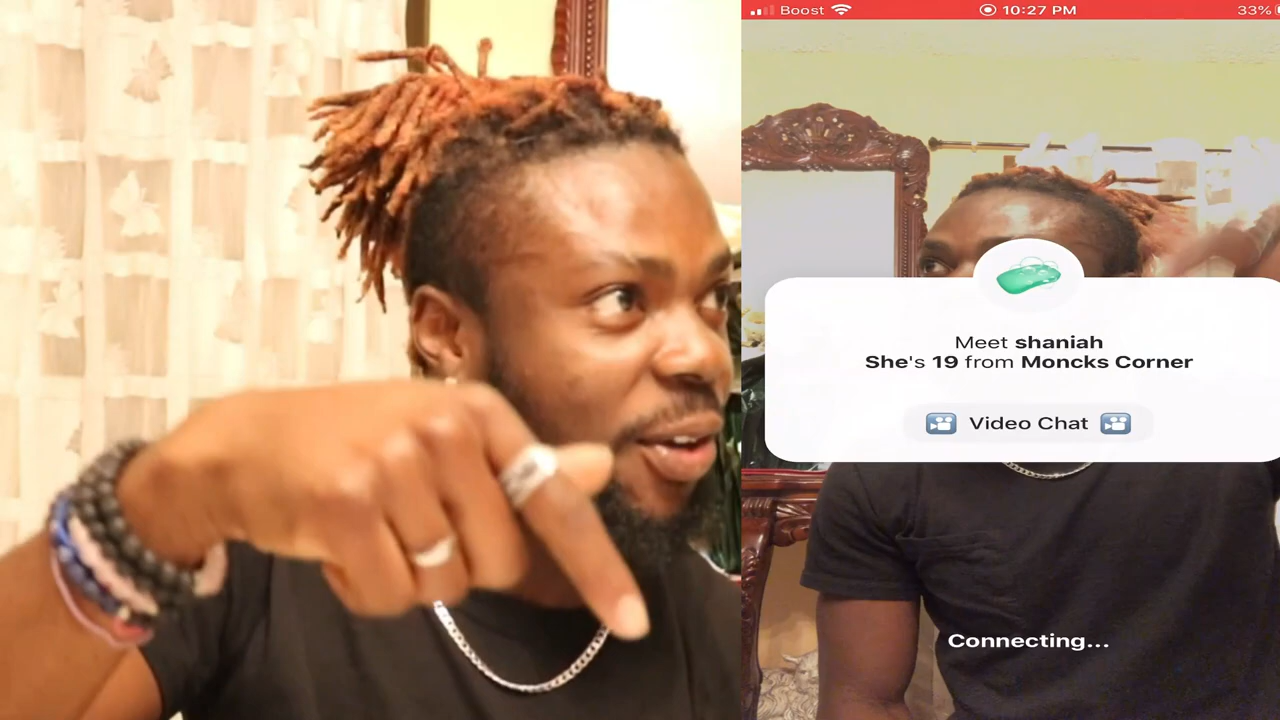 Boost 10:27 PM 33%
Meet shaniah
She's 19 from Moncks Corner
Video Chat
Connecting...